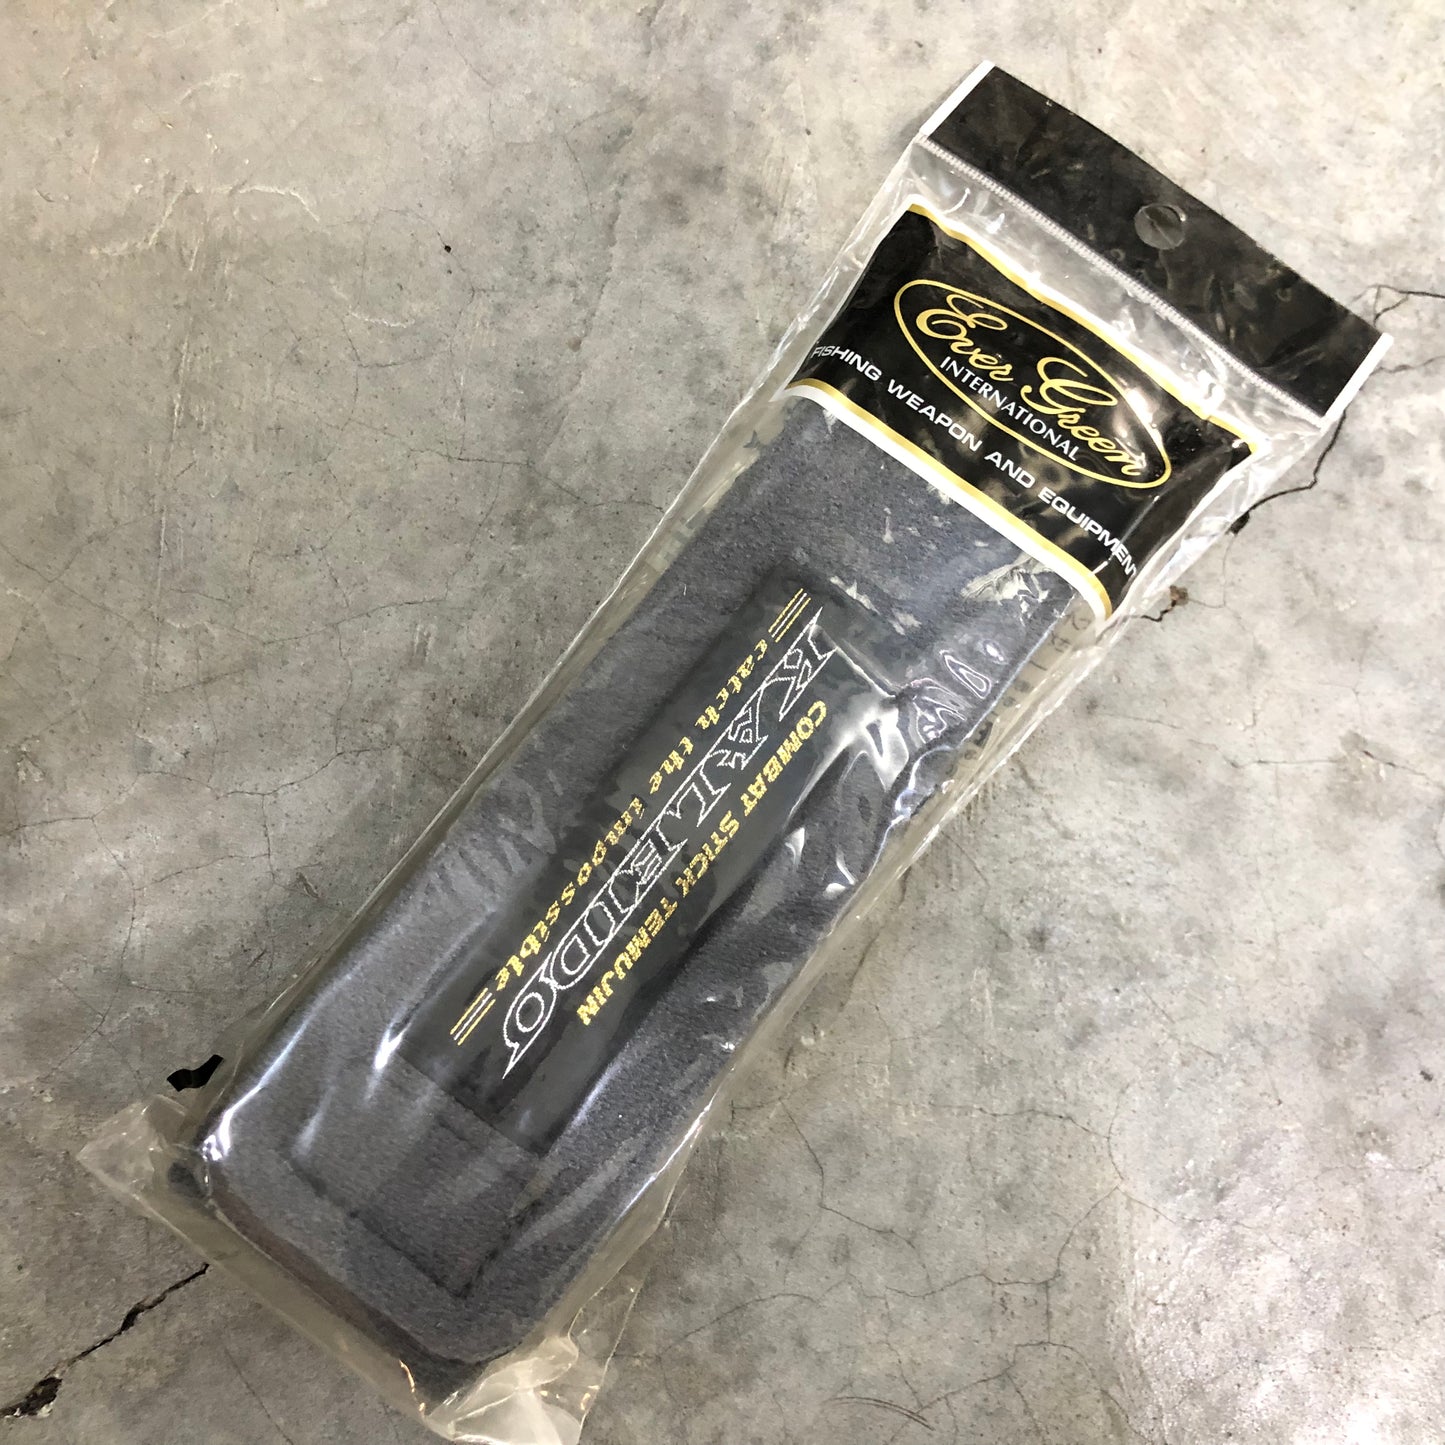 Ever Green
INTERNATIONAL
FISHING WEAPON AND EQUIPMENT
COMBAT STICK TEMUJIN
KALEIDO
catch the impossible